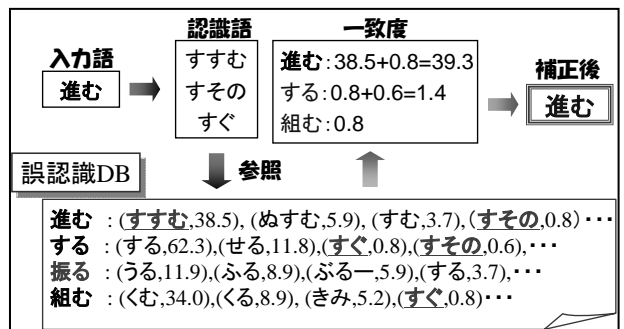 認識語
一致度
入力語
進む
すすむ
すその
すぐ
進む:38.5+0.8=39.3
する:0.8+0.6=1.4
組む:0.8
補正後
進む
誤認識DB
参照
進む : (すすむ,38.5), (ぬすむ,5.9), (すむ,3.7),(すその,0.8)・・・
する : (する,62.3),(せる,11.8),(すぐ,0.8),(すその,0.6),・・・
振る : (うる,11.9),(ふる,8.9),(ぶるー,5.9),(する,3.7),・・・
組む : (くむ,34.0),(くる,8.9), (きみ,5.2),(すぐ,0.8)・・・